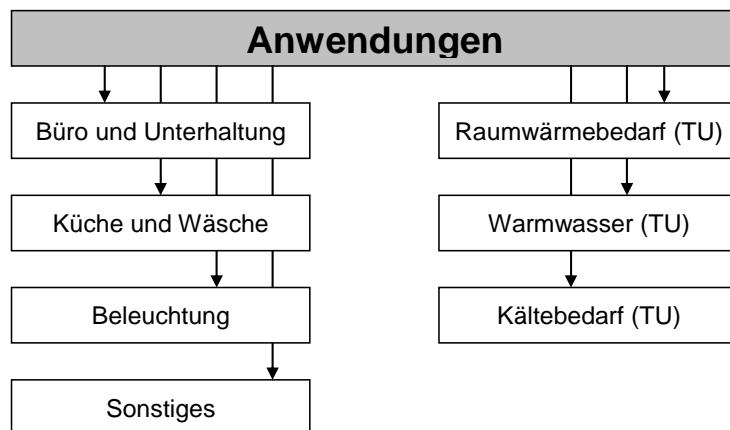 Anwendungen
Büro und Unterhaltung
Raumwärmebedarf (TU)
Küche und Wäsche
Warmwasser (TU)
Beleuchtung
Kältebedarf (TU)
Sonstiges